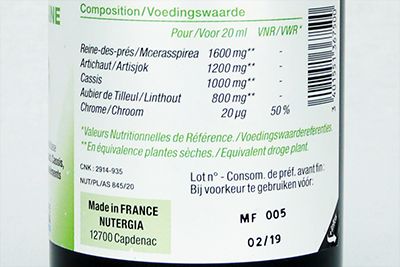 INE
Composition/Voedingswaarde
Pour/Voor 20 ml VNR/VWR*
Reine-des-prés/Moerasspirea 1600 mg** -
Artichaut/Artisjok 1200 mg** -
Cassis 1000 mg** -
Aubier de Tilleul/Linthout 800 mg** -
Chrome/Chroom 20 µg 50 %
*Valeurs Nutritionnelles de Référence./Voedingswaardereferenties.
**En équivalence plantes sèches./Equivalent droge plant.
Cassis,
CNK : 2914-935
NUT/PL/AS 845/20
Lot n° - Consom. de préf. avant fin:
Bij voorkeur te gebruiken vóór:
Made in FRANCE
NUTERGIA
12700 Capdenac
MF 005
02/19